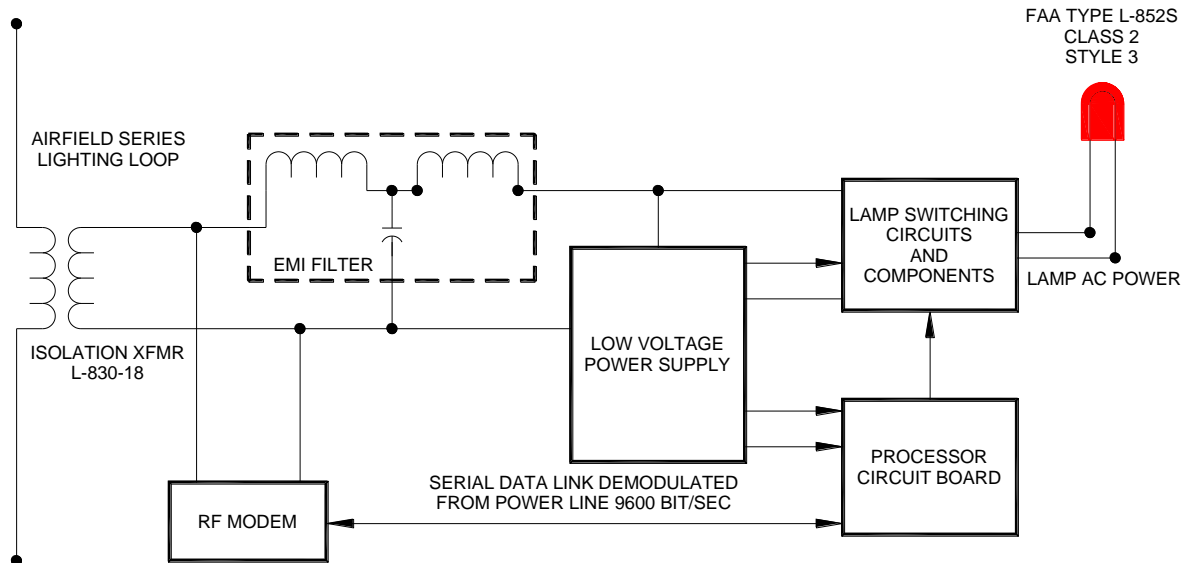 FAA TYPE L-852S
CLASS 2
STYLE 3
AIRFIELD SERIES
LIGHTING LOOP
EMI FILTER
LAMP SWITCHING
CIRCUITS
AND
COMPONENTS
LAMP AC POWER
ISOLATION XFMR
L-830-18
LOW VOLTAGE
POWER SUPPLY
PROCESSOR
CIRCUIT BOARD
SERIAL DATA LINK DEMODULATED
FROM POWER LINE 9600 BIT/SEC
RF MODEM